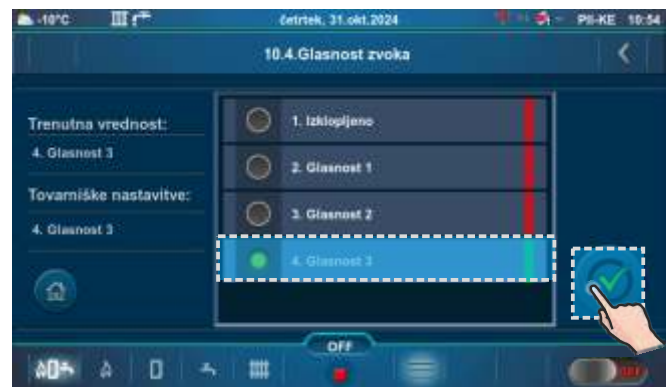 -10°C
četrtek, 31.okt.2024
PII-KE 10:54
10.4.Glasnost zvoka
Trenutna vrednost:
4. Glasnost 3
Tovarniške nastavitve:
4. Glasnost 3
1. Izklopljeno
2. Glasnost 1
3. Glasnost 2
4. Glasnost 3
OFF
OFF